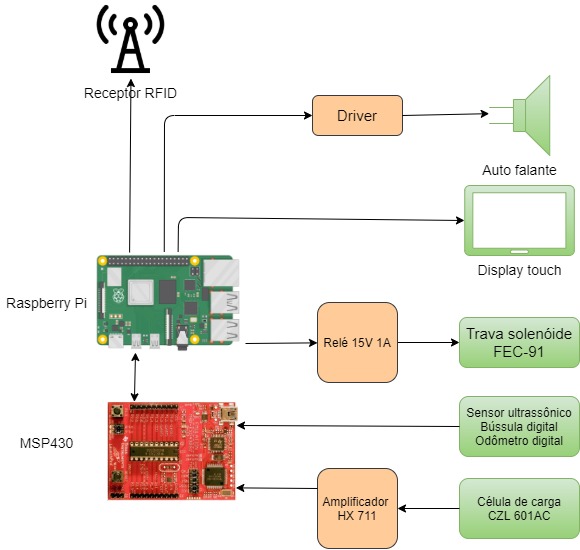 Receptor RFID
Driver
Auto falante
Display touch
Raspberry Pi
Relé 15V 1A
Trava solenóide
FEC-91
MSP430
Sensor ultrassônico
Bússula digital
Odômetro digital
Amplificador
HX 711
Célula de carga
CZL 601AC